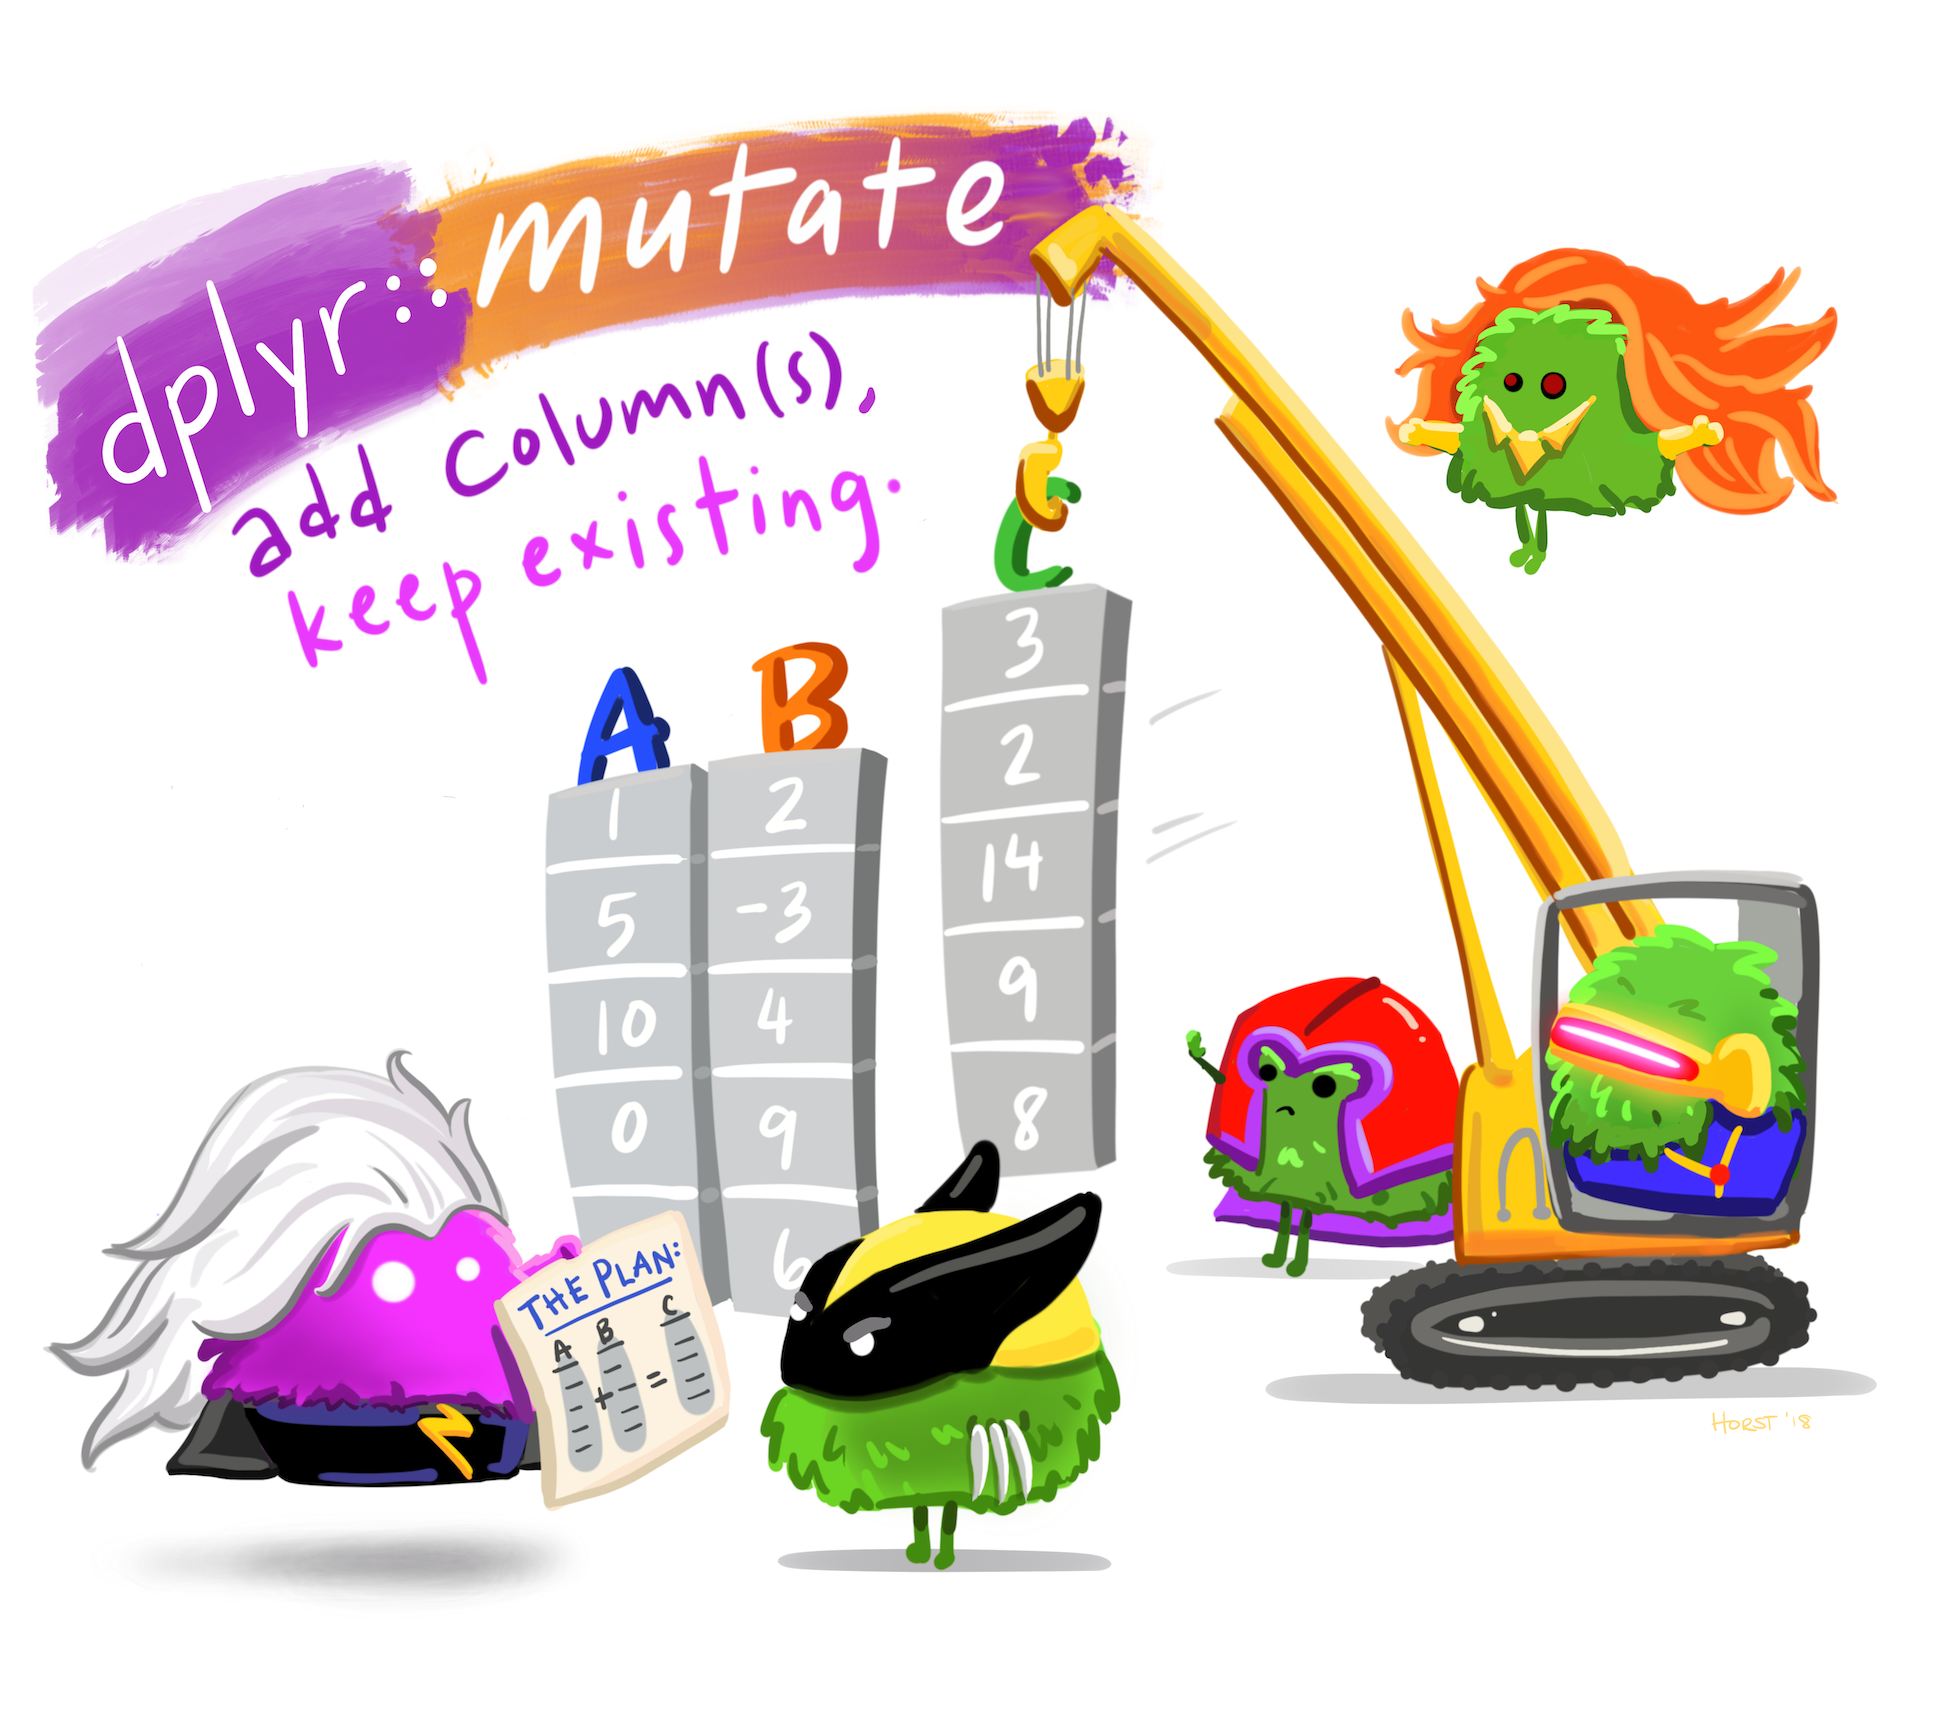 dplyr::mutate
add column(s),
keep existing.
C
A B
3
2
14
9
8
1 2
5 -3
10 4
0 9
6
THE PLAN:
A B C
+ =
HORST '18